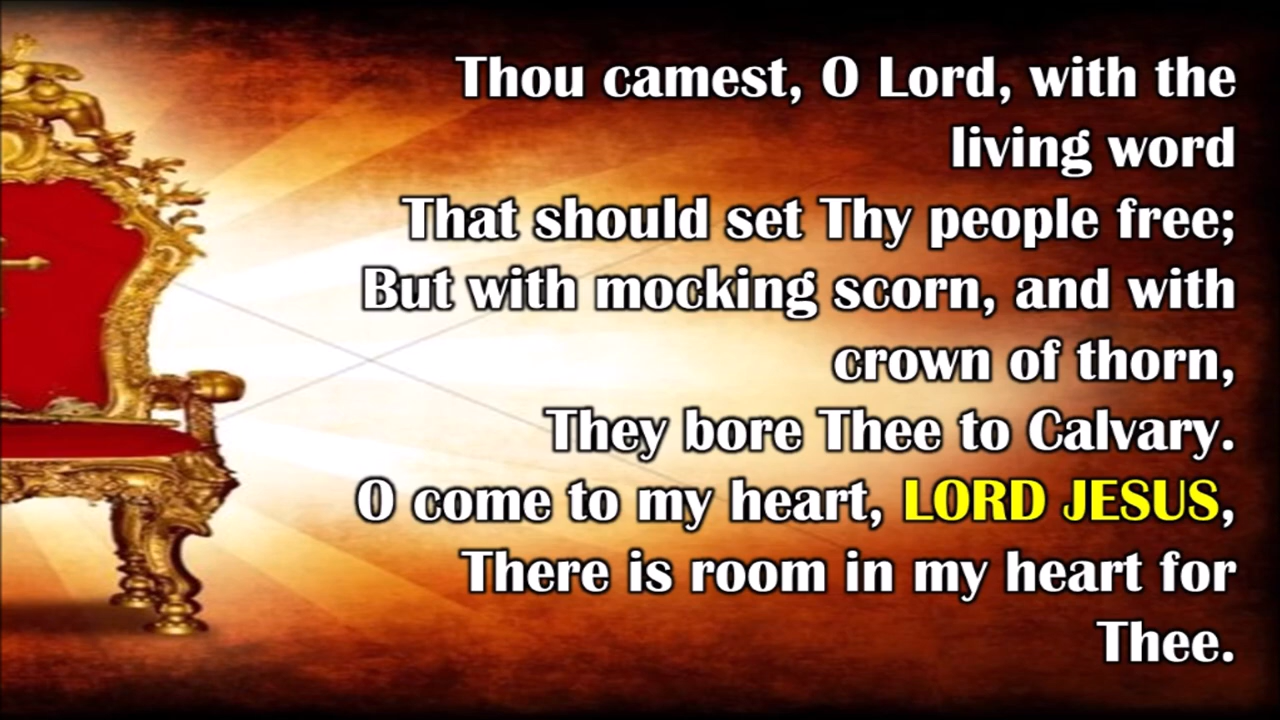 Thou camest, O Lord, with the
living word
That should set Thy people free;
But with mocking scorn, and with
crown of thorn,
They bore Thee to Calvary.
O come to my heart, LORD JESUS,
There is room in my heart for
Thee.